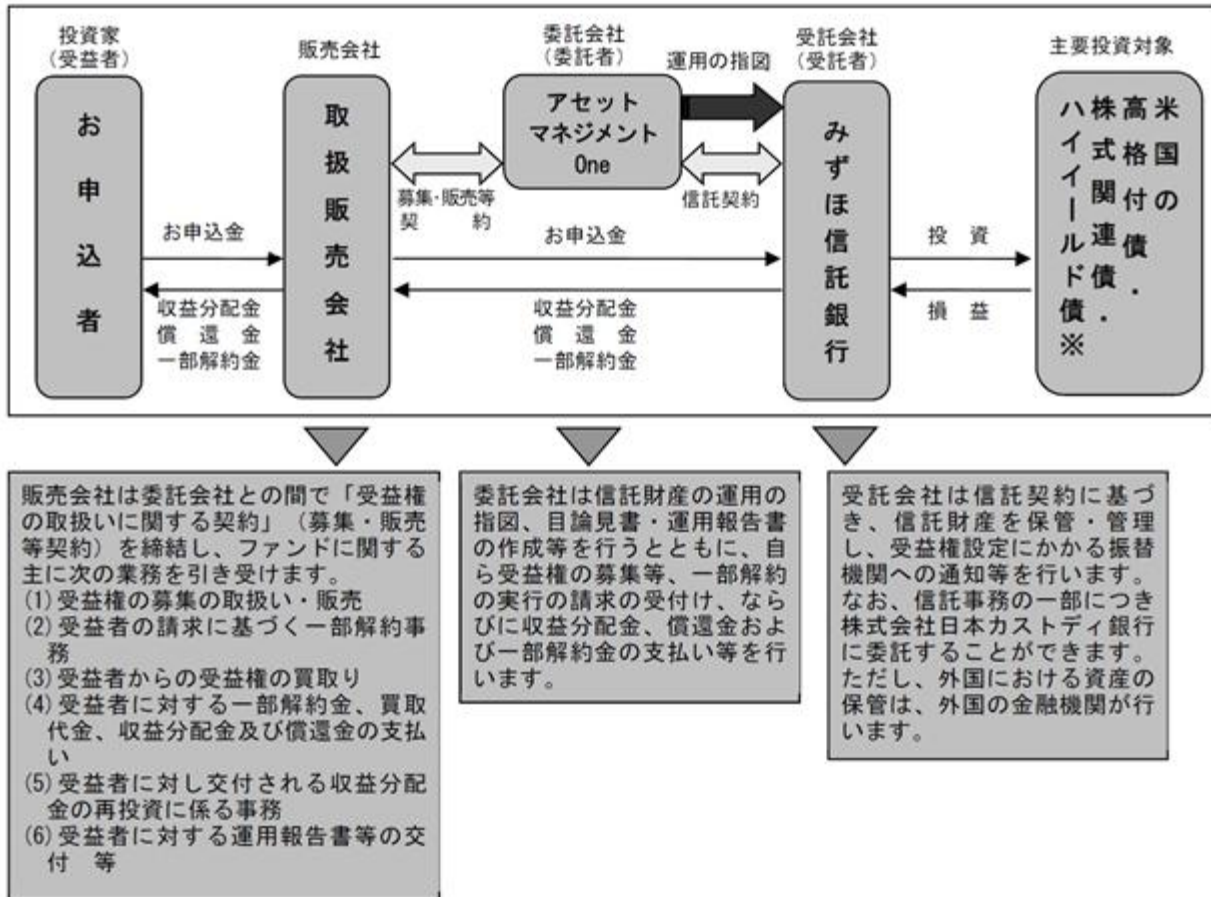 投資家
(受益者)
お申込者
販売会社
取扱販売会社
委託会社
(委託者)
アセット
マネジメント
One
運用の指図
受託会社
(受託者)
みずほ信託銀行
主要投資対象
米国の
高格付債・
株式関連債・
ハイイールド債※
募集・販売等
契　　約
信託契約
お申込金
収益分配金
償　還　金
一部解約金
お申込金
収益分配金
償　還　金
一部解約金
投　資
損　益
販売会社は委託会社との間で「受益権
の取扱いに関する契約」（募集・販売
等契約）を締結し、ファンドに関する
主に次の業務を引き受けます。
(1)受益権の募集の取扱い・販売
(2)受益者の請求に基づく一部解約事
務
(3)受益者からの受益権の買取り
(4)受益者に対する一部解約金、買取
代金、収益分配金及び償還金の支払
い
(5)受益者に対し交付される収益分配
金の再投資に係る事務
(6)受益者に対する運用報告書等の交
付　等
委託会社は信託財産の運用の
指図、目論見書・運用報告書
の作成等を行うとともに、自
ら受益権の募集等、一部解約
の実行の請求の受付け、なら
びに収益分配金、償還金およ
び一部解約金の支払い等を行
います。
受託会社は信託契約に基づ
き、信託財産を保管・管理
し、受益権設定にかかる振替
機関への通知等を行います。
なお、信託事務の一部につき
株式会社日本カストディ銀行
に委託することができます。
ただし、外国における資産の
保管は、外国の金融機関が行
います。